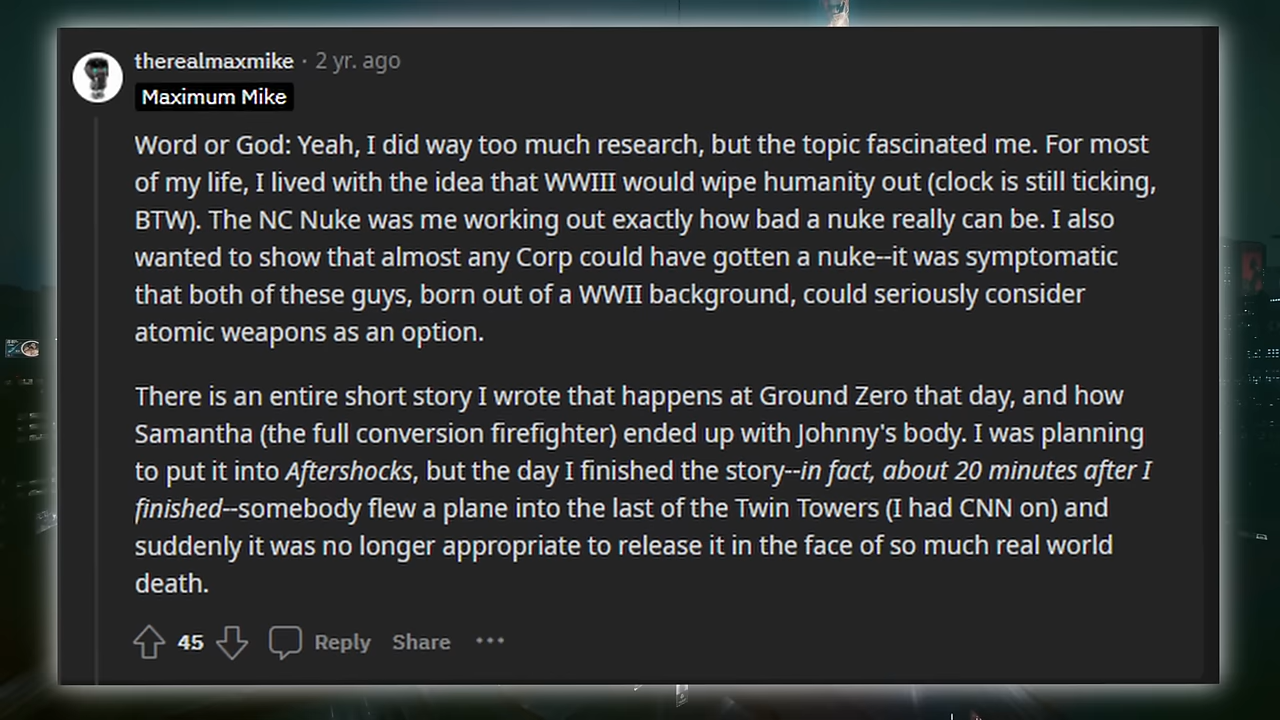 therealmaxmike · 2 yr. ago
Maximum Mike
Word or God: Yeah, I did way too much research, but the topic fascinated me. For most
of my life, I lived with the idea that WWIII would wipe humanity out (clock is still ticking,
BTW). The NC Nuke was me working out exactly how bad a nuke really can be. I also
wanted to show that almost any Corp could have gotten a nuke--it was symptomatic
that both of these guys, born out of a WWII background, could seriously consider
atomic weapons as an option.
There is an entire short story I wrote that happens at Ground Zero that day, and how
Samantha (the full conversion firefighter) ended up with Johnny's body. I was planning
to put it into Aftershocks, but the day I finished the story--in fact, about 20 minutes after I
finished--somebody flew a plane into the last of the Twin Towers (I had CNN on) and
suddenly it was no longer appropriate to release it in the face of so much real world
death.
45 Reply Share ···